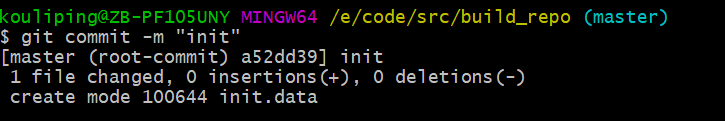 kouliping@ZB-PF105UNY MINGW64 /e/code/src/build_repo (master)
$ git commit -m "init"
[master (root-commit) a52dd39] init
 1 file changed, 0 insertions(+), 0 deletions(-)
 create mode 100644 init.data